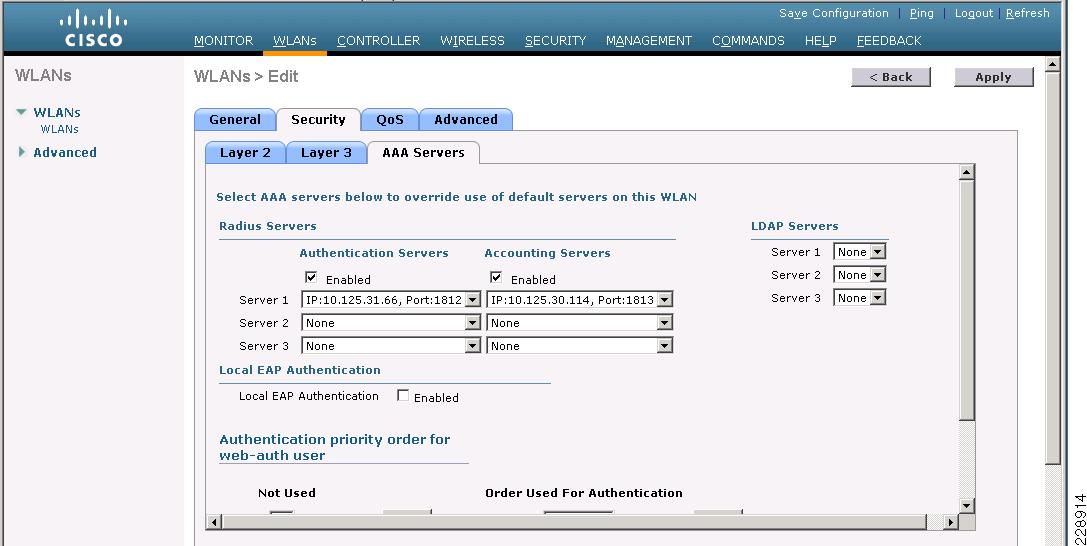 Save Configuration | Ping | Logout | Refresh
CISCO
MONITOR WLANs CONTROLLER WIRELESS SECURITY MANAGEMENT COMMANDS HELP FEEDBACK
WLANs
WLANs
WLANs
Advanced
WLANs > Edit
< Back
Apply
General Security QoS Advanced
Layer 2 Layer 3 AAA Servers
Select AAA servers below to override use of default servers on this WLAN
Radius Servers
Authentication Servers Accounting Servers
Enabled Enabled
Server 1 IP:10.125.31.66, Port:1812 IP:10.125.30.114, Port:1813
Server 2 None None
Server 3 None None
LDAP Servers
Server 1 None
Server 2 None
Server 3 None
Local EAP Authentication
Local EAP Authentication Enabled
Authentication priority order for
web-auth user
Not Used Order Used For Authentication
228914